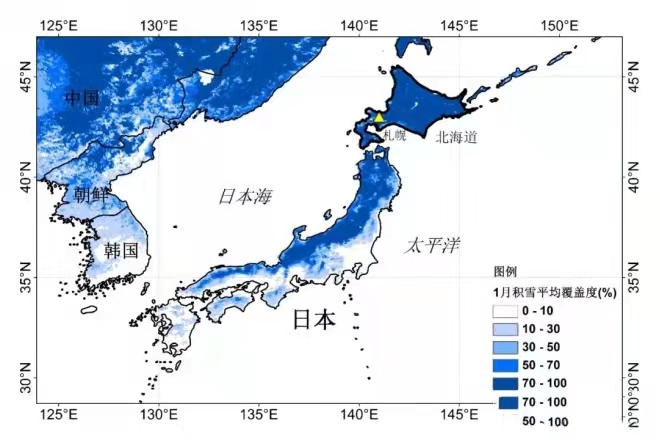 125°E 130°E 135°E 140°E 145°E 150°E
45°N 45°N
中国
札幌
北海道
40°N 40°N
朝鲜
日本海
太平洋
韩国
图例
35°N 35°N
1月积雪平均覆盖度(%)
日本
0 - 10
10 - 30
30 - 50
50 - 70
30°N 30°N
70 - 100
70 - 100
125°E 130°E 135°E 140°E 145°E 50 - 100